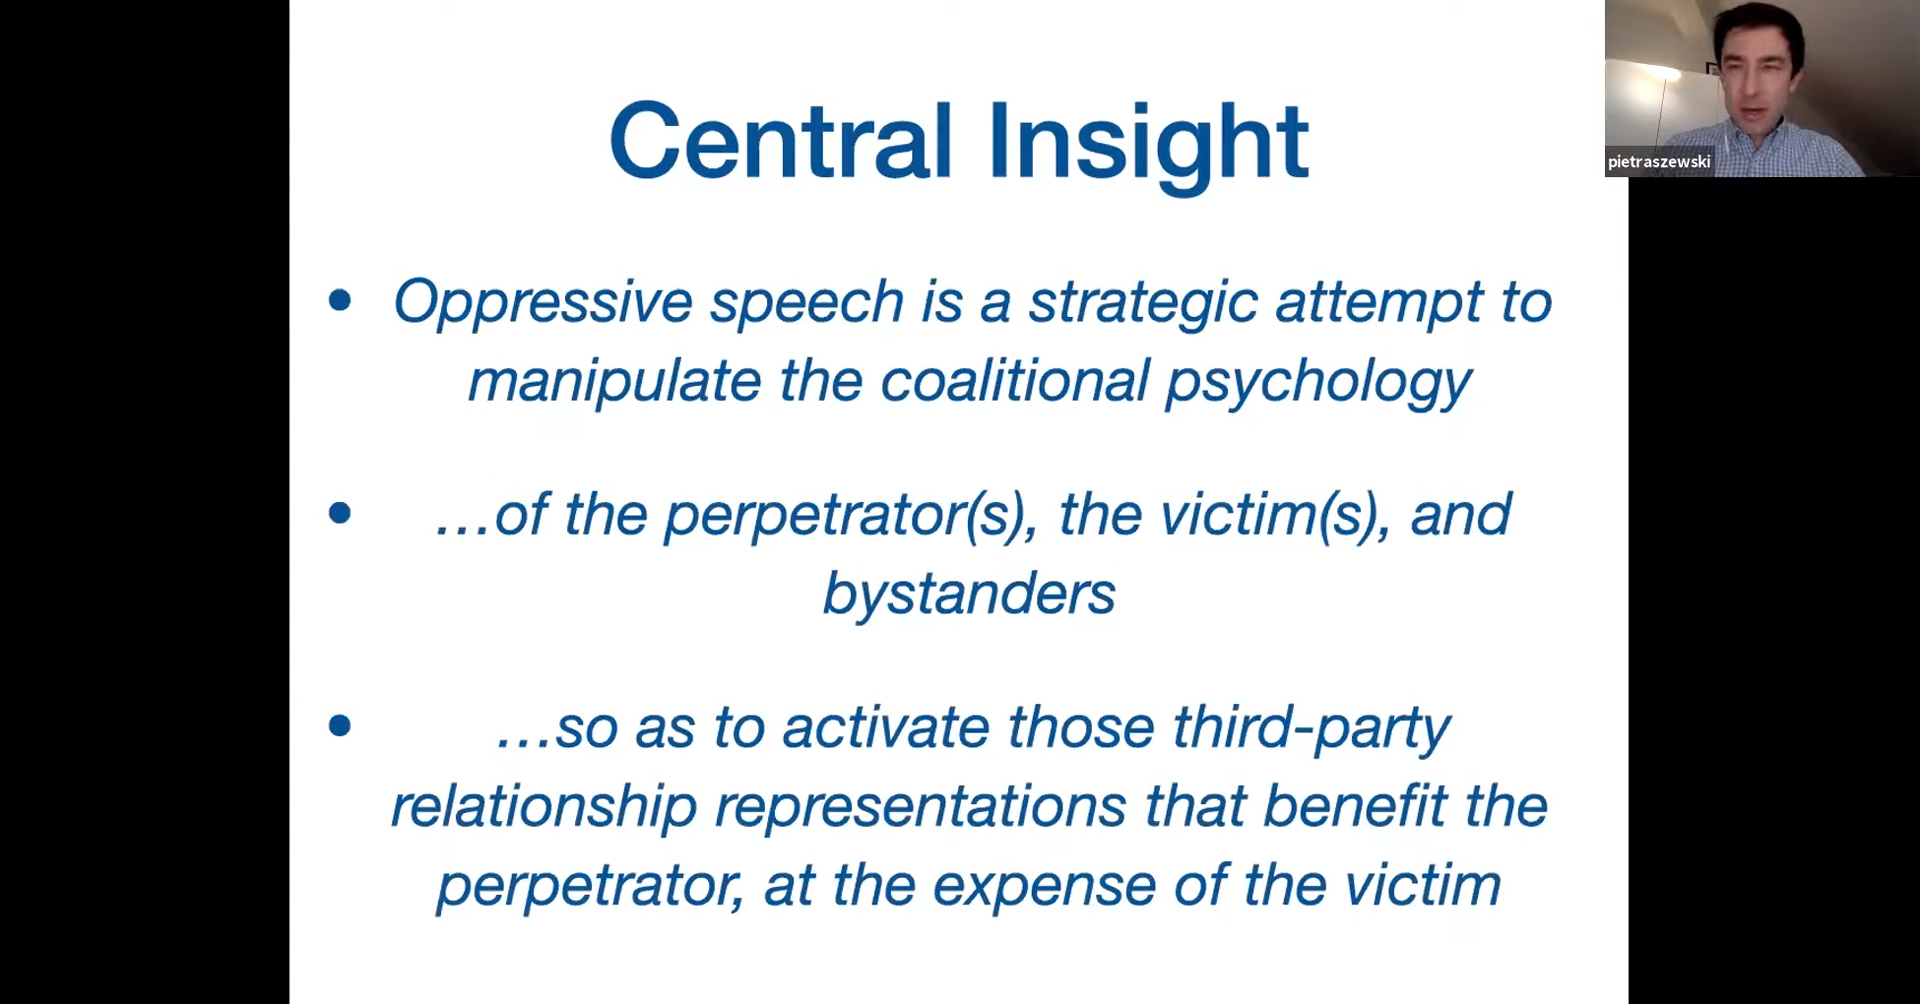 Central Insight
• Oppressive speech is a strategic attempt to
manipulate the coalitional psychology
• …of the perpetrator(s), the victim(s), and
bystanders
• …so as to activate those third-party
relationship representations that benefit the
perpetrator, at the expense of the victim
pietraszewski